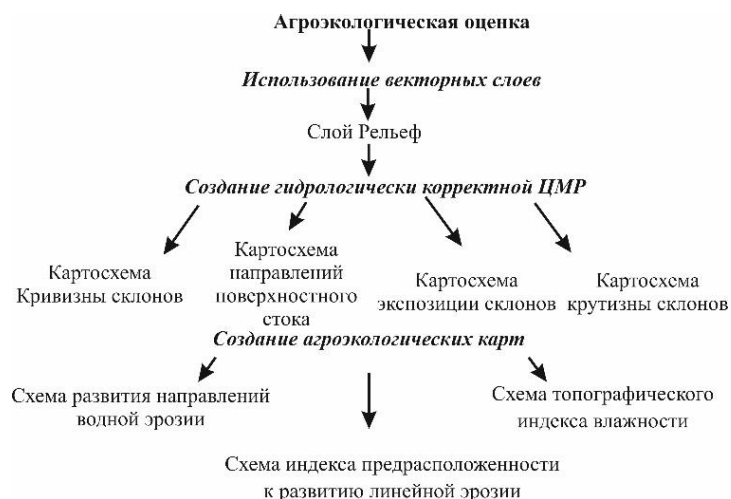 Агроэкологическая оценка
Использование векторных слоев
Слой Рельеф
Создание гидрологически корректной ЦМР
Картосхема
Кривизны склонов
Картосхема
направлений
поверхностного
стока
Картосхема
экспозиции склонов
Картосхема
крутизны склонов
Создание агроэкологических карт
Схема развития направлений
водной эрозии
Схема топографического
индекса влажности
Схема индекса предрасположенности
к развитию линейной эрозии